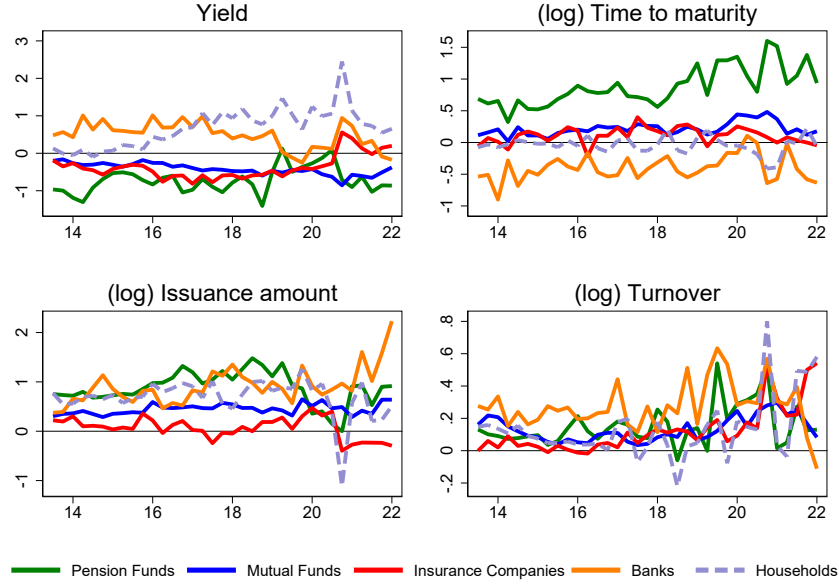 Yield
3
2
1
0
-1
14 16 18 20 22
(log) Time to maturity
1.5
1
.5
0
-.5
-1
14 16 18 20 22
(log) Issuance amount
2
1
0
-1
14 16 18 20 22
(log) Turnover
.8
.6
.4
.2
0
-.2
14 16 18 20 22
Pension Funds Mutual Funds Insurance Companies Banks Households